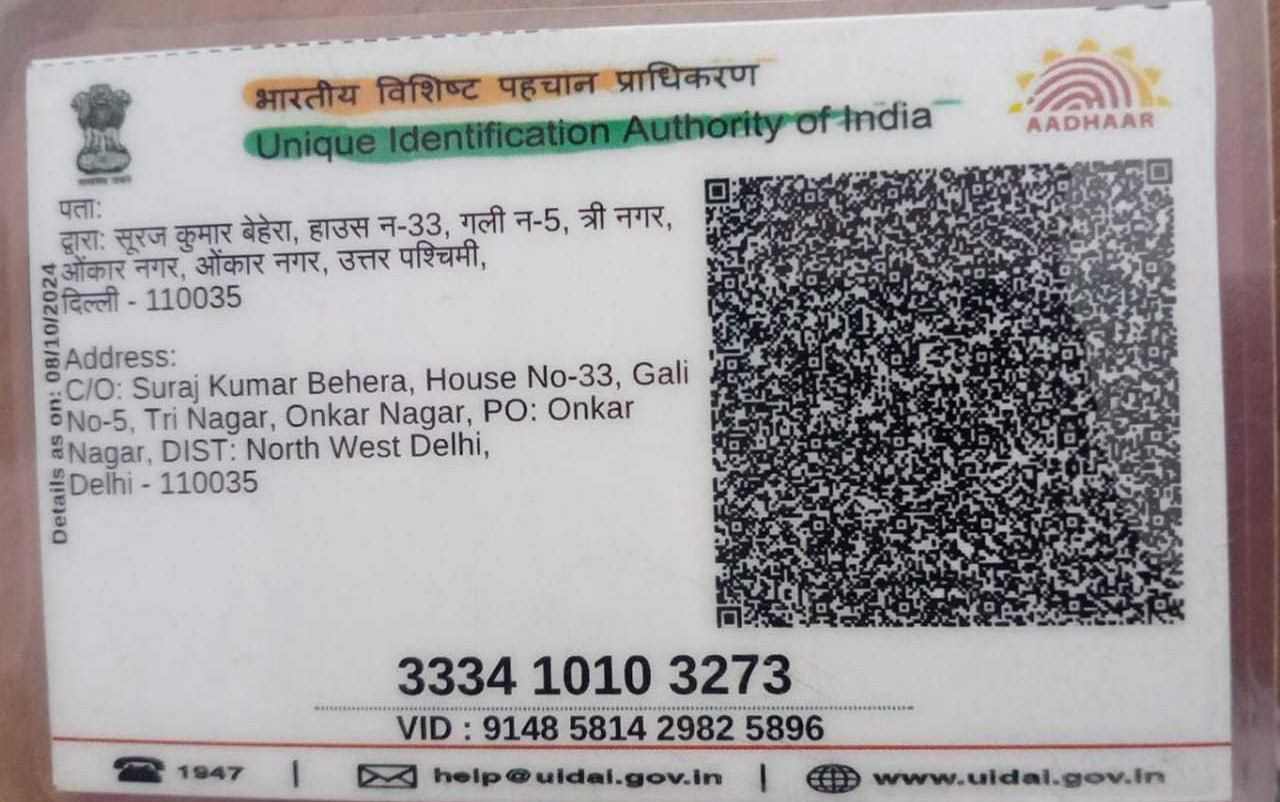 भारतीय विशिष्ट पहचान प्राधिकरण
Unique Identification Authority of India
AADHAAR
पता:
द्वारा: सूरज कुमार बेहेरा, हाउस न-33, गली न-5, त्री नगर,
ओंकार नगर, ओंकार नगर, उत्तर पश्चिमी,
दिल्ली - 110035
Address:
C/O: Suraj Kumar Behera, House No-33, Gali
No-5, Tri Nagar, Onkar Nagar, PO: Onkar
Nagar, DIST: North West Delhi,
Delhi - 110035
Details as on: 08/10/2024
3334 1010 3273
VID : 9148 5814 2982 5896
1947 | help@uidai.gov.in | www.uidai.gov.in